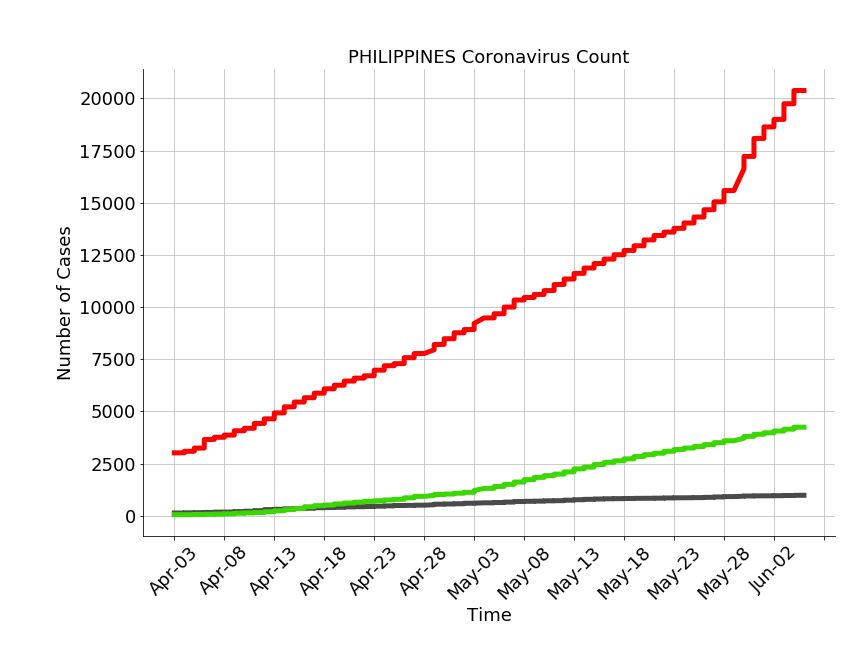 PHILIPPINES Coronavirus Count
20000
17500
15000
12500
10000
7500
5000
2500
0
Number of Cases
Apr-03
Apr-08
Apr-13
Apr-18
Apr-23
Apr-28
May-03
May-08
May-13
May-18
May-23
May-28
Jun-02
Time